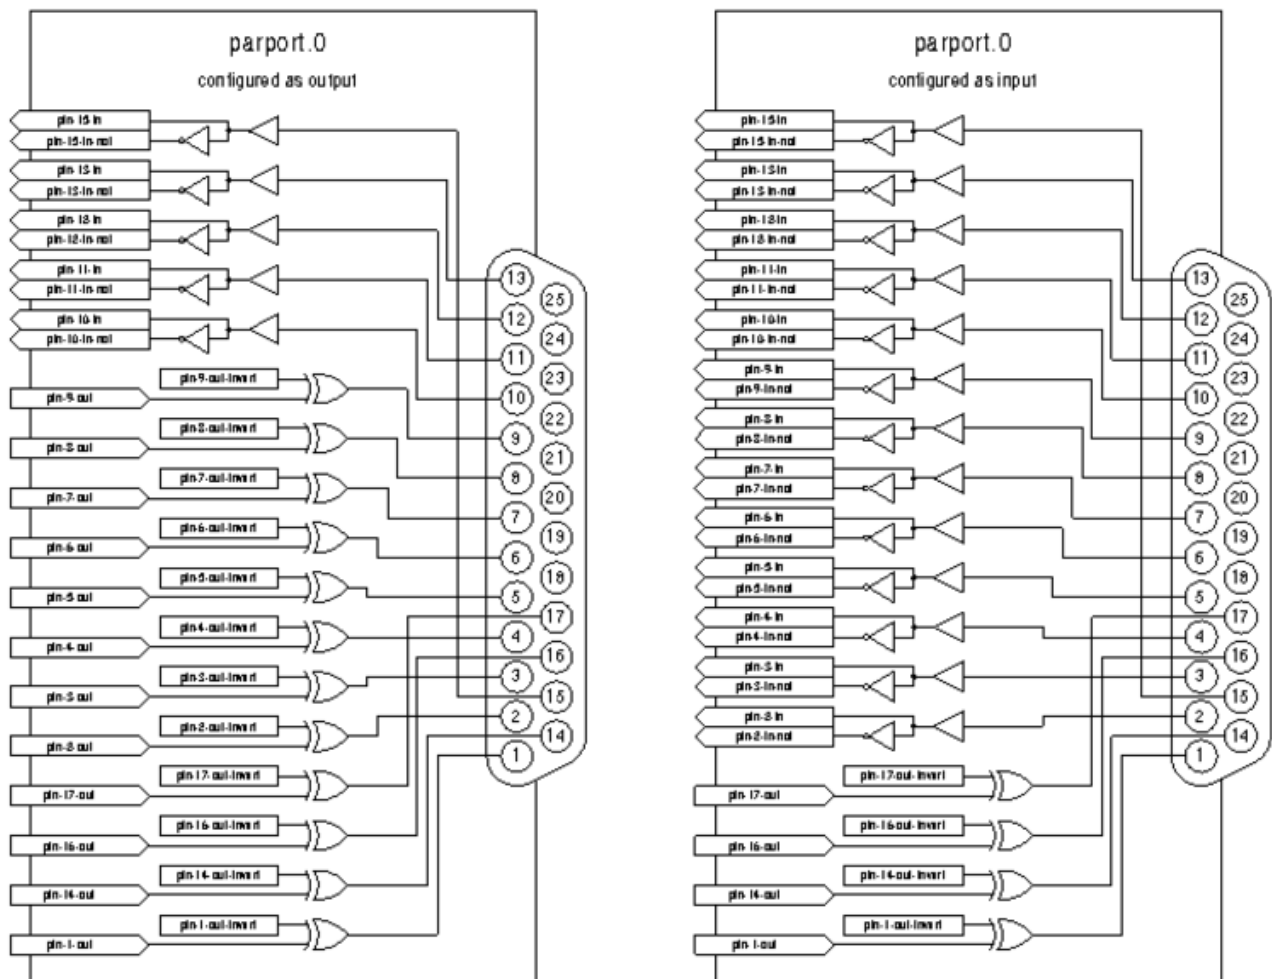 parport.0
configured as output
pin-15-in
pin-15-in-not
pin-13-in
pin-13-in-not
pin-12-in
pin-12-in-not
pin-11-in
pin-11-in-not
pin-10-in
pin-10-in-not
pin-9-out-invert
pin-9-out
pin-8-out-invert
pin-8-out
pin-7-out-invert
pin-7-out
pin-6-out-invert
pin-6-out
pin-5-out-invert
pin-5-out
pin-4-out-invert
pin-4-out
pin-3-out-invert
pin-3-out
pin-2-out-invert
pin-2-out
pin-17-out-invert
pin-17-out
pin-16-out-invert
pin-16-out
pin-14-out-invert
pin-14-out
pin-1-out-invert
pin-1-out
13
25
12
24
11
23
10
22
9
21
8
20
7
19
6
18
5
17
4
16
3
15
2
14
1
parport.0
configured as input
pin-15-in
pin-15-in-not
pin-13-in
pin-13-in-not
pin-12-in
pin-12-in-not
pin-11-in
pin-11-in-not
pin-10-in
pin-10-in-not
pin-9-in
pin-9-in-not
pin-8-in
pin-8-in-not
pin-7-in
pin-7-in-not
pin-6-in
pin-6-in-not
pin-5-in
pin-5-in-not
pin-4-in
pin-4-in-not
pin-3-in
pin-3-in-not
pin-2-in
pin-2-in-not
pin-17-out-invert
pin-17-out
pin-16-out-invert
pin-16-out
pin-14-out-invert
pin-14-out
pin-1-out-invert
pin-1-out
13
25
12
24
11
23
10
22
9
21
8
20
7
19
6
18
5
17
4
16
3
15
2
14
1